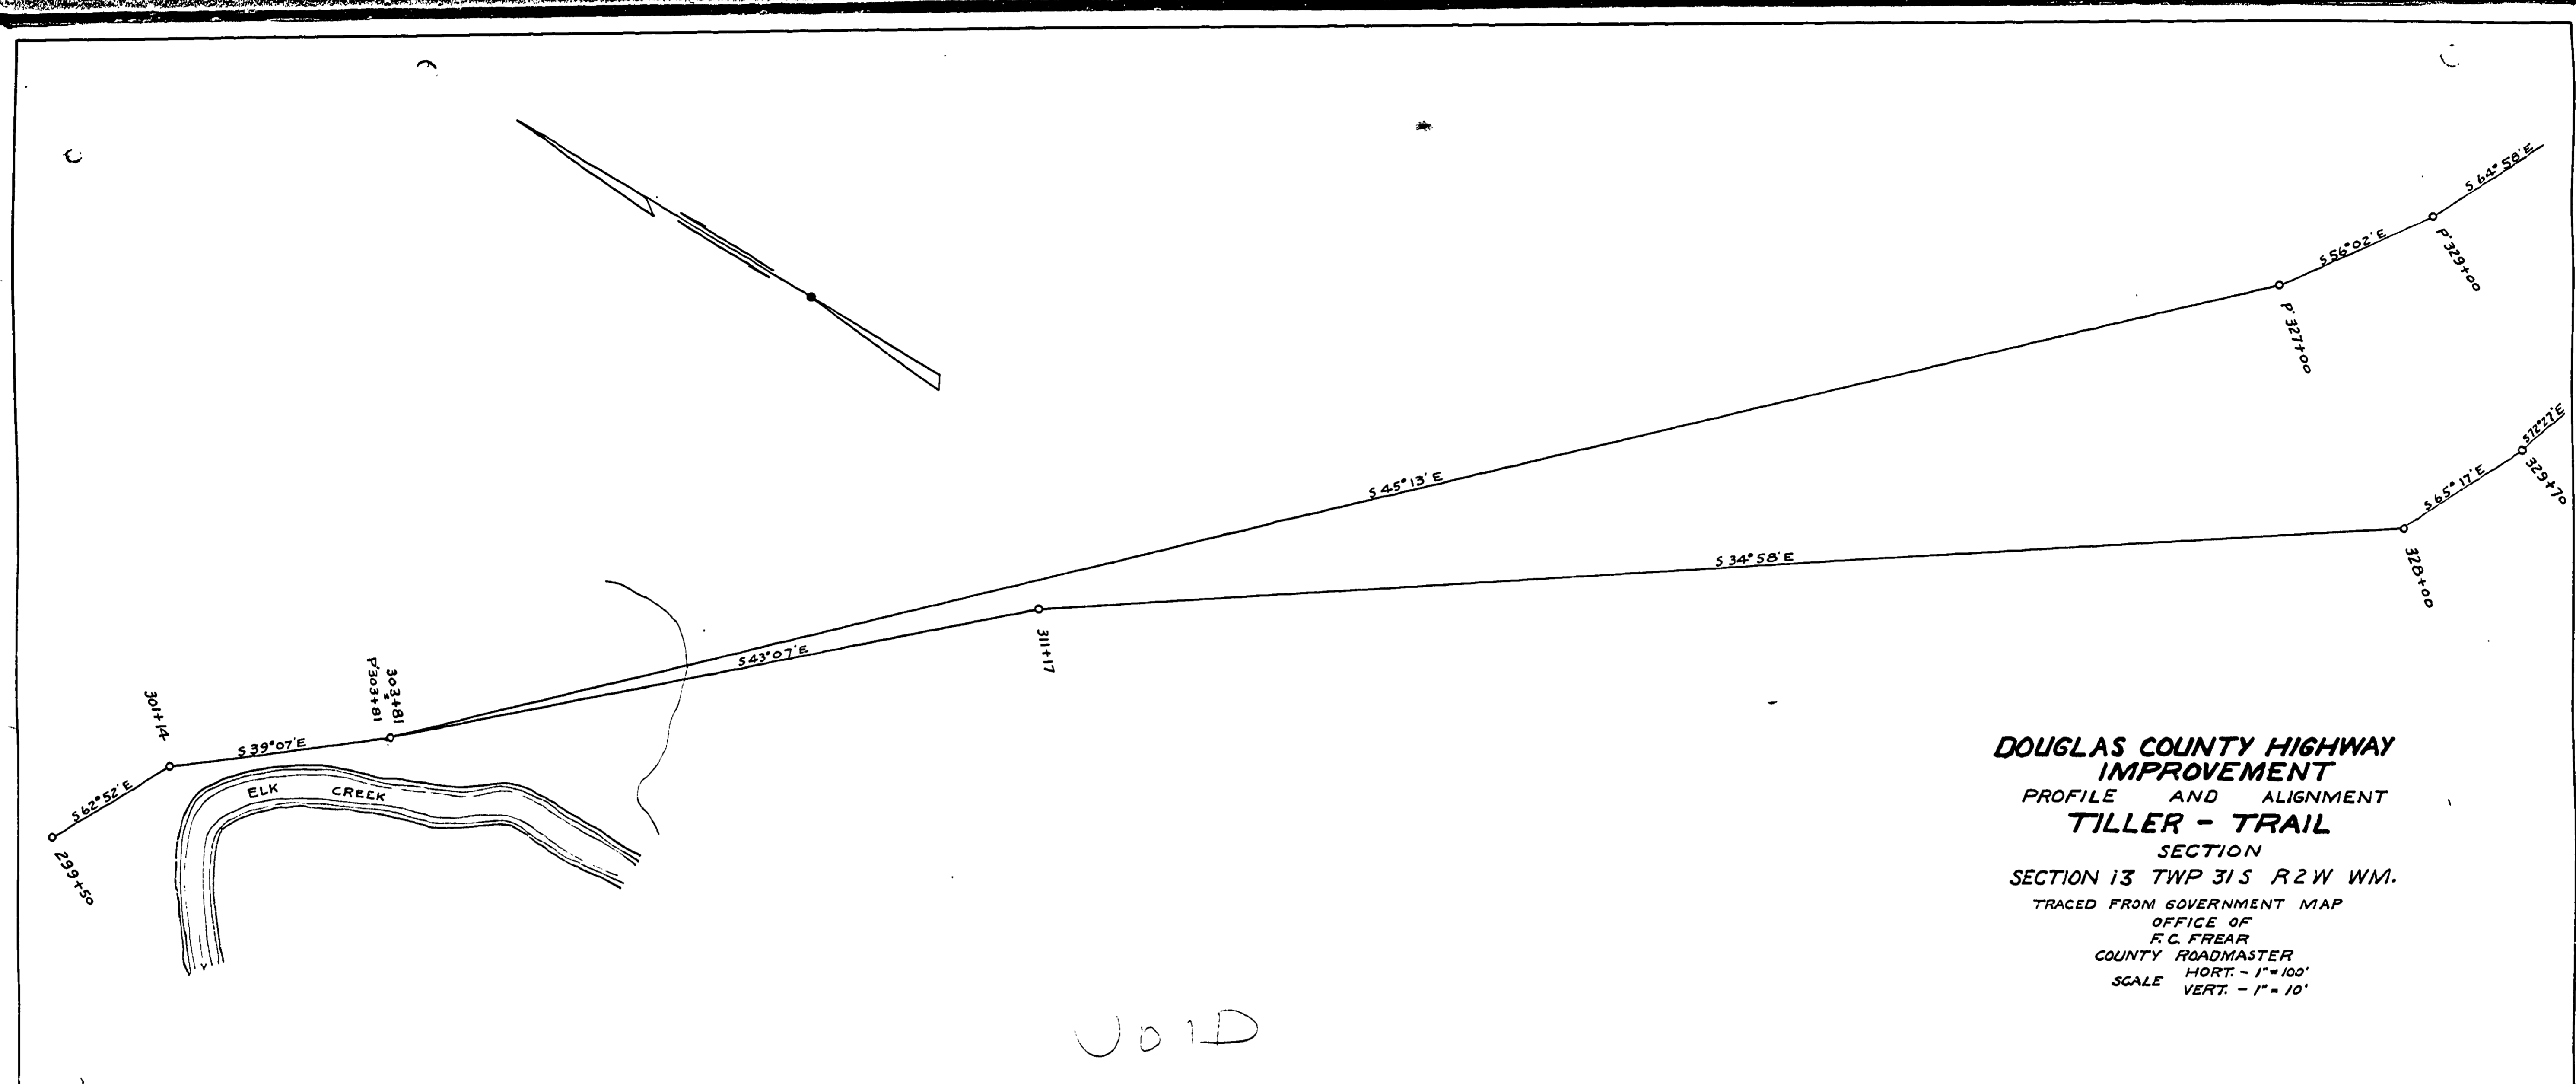 S 64° 58' E
S 56° 02' E
P' 329+00
P' 327+00
S 72° 27' E
329+70
S 65° 17' E
328+00
S 45° 13' E
S 34° 58' E
311+17
S 43° 07' E
303+81
=
P' 303+81
301+14
S 39° 07' E
S 62° 52' E
299+50
ELK CREEK
DOUGLAS COUNTY HIGHWAY
IMPROVEMENT
PROFILE AND ALIGNMENT
TILLER - TRAIL
SECTION
SECTION 13 TWP 31S R2W WM.
TRACED FROM GOVERNMENT MAP
OFFICE OF
F. C. FREAR
COUNTY ROADMASTER
SCALE HORT. - 1" = 100'
VERT. - 1" = 10'
VOID